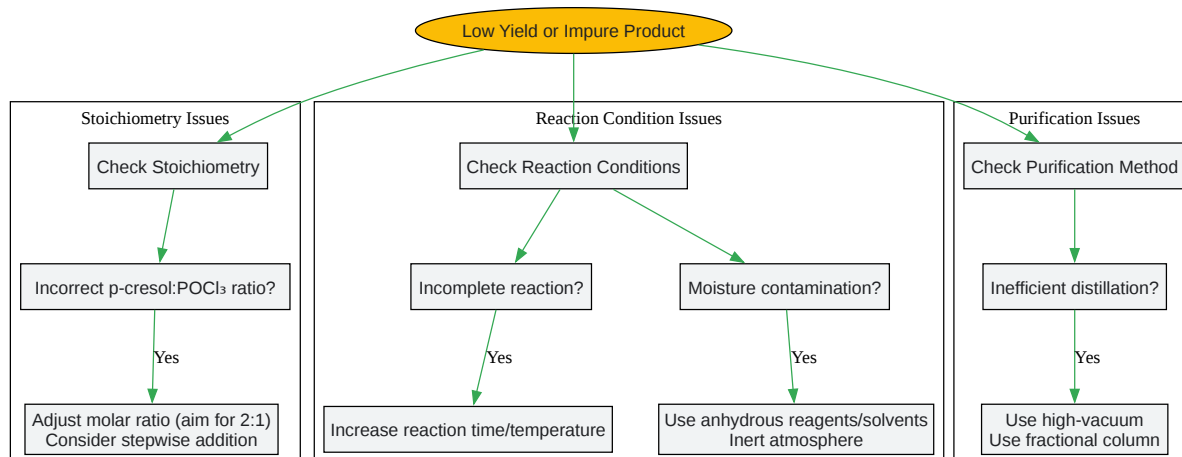 Low Yield or Impure Product
Stoichiometry Issues
Reaction Condition Issues
Purification Issues
Check Stoichiometry
Check Reaction Conditions
Check Purification Method
Incorrect p-cresol:POCl₃ ratio?
Incomplete reaction?
Moisture contamination?
Inefficient distillation?
Yes
Yes
Yes
Yes
Adjust molar ratio (aim for 2:1)
Consider stepwise addition
Increase reaction time/temperature
Use anhydrous reagents/solvents
Inert atmosphere
Use high-vacuum
Use fractional column